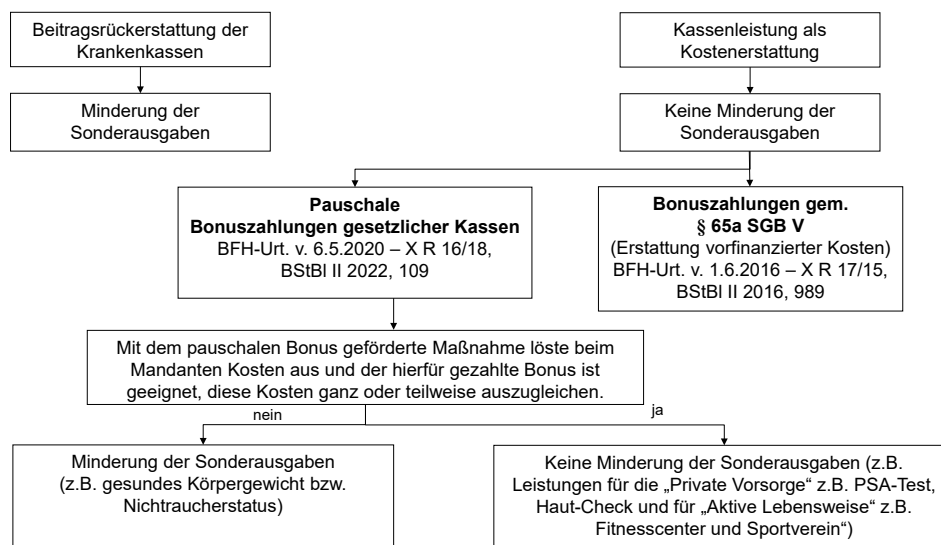 Beitragsrückerstattung der
Krankenkassen
Kassenleistung als
Kostenerstattung
Minderung der
Sonderausgaben
Keine Minderung der
Sonderausgaben
Pauschale
Bonuszahlungen gesetzlicher Kassen
BFH-Urt. v. 6.5.2020 – X R 16/18,
BStBl II 2022, 109
Bonuszahlungen gem.
§ 65a SGB V
(Erstattung vorfinanzierter Kosten)
BFH-Urt. v. 1.6.2016 – X R 17/15,
BStBl II 2016, 989
Mit dem pauschalen Bonus geförderte Maßnahme löste beim
Mandanten Kosten aus und der hierfür gezahlte Bonus ist
geeignet, diese Kosten ganz oder teilweise auszugleichen.
nein
ja
Minderung der Sonderausgaben
(z.B. gesundes Körpergewicht bzw.
Nichtraucherstatus)
Keine Minderung der Sonderausgaben (z.B.
Leistungen für die „Private Vorsorge“ z.B. PSA-Test,
Haut-Check und für „Aktive Lebensweise“ z.B.
Fitnesscenter und Sportverein“)